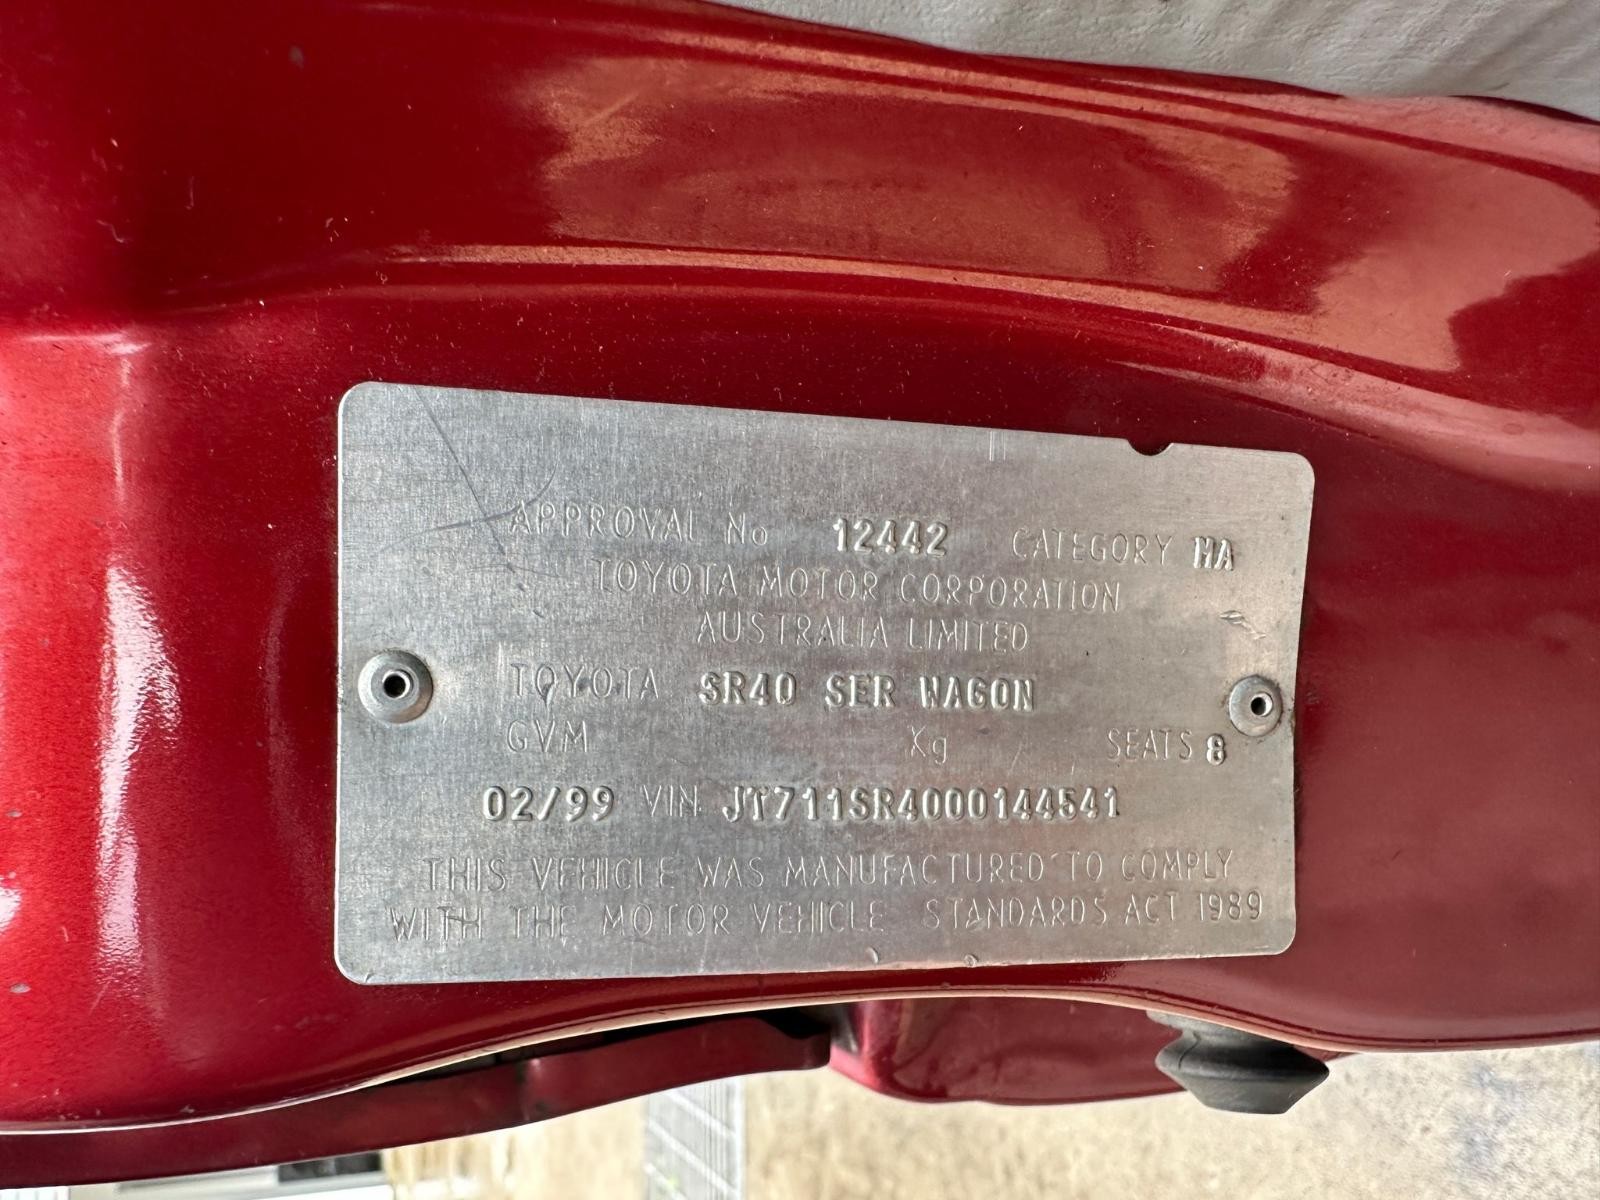 APPROVAL No 12442 CATEGORY MA
TOYOTA MOTOR CORPORATION
AUSTRALIA LIMITED
TOYOTA SR40 SER WAGON
GVM Kg SEATS 8
02/99 VIN JT711SR4000144541
THIS VEHICLE WAS MANUFACTURED TO COMPLY
WITH THE MOTOR VEHICLE STANDARDS ACT 1989